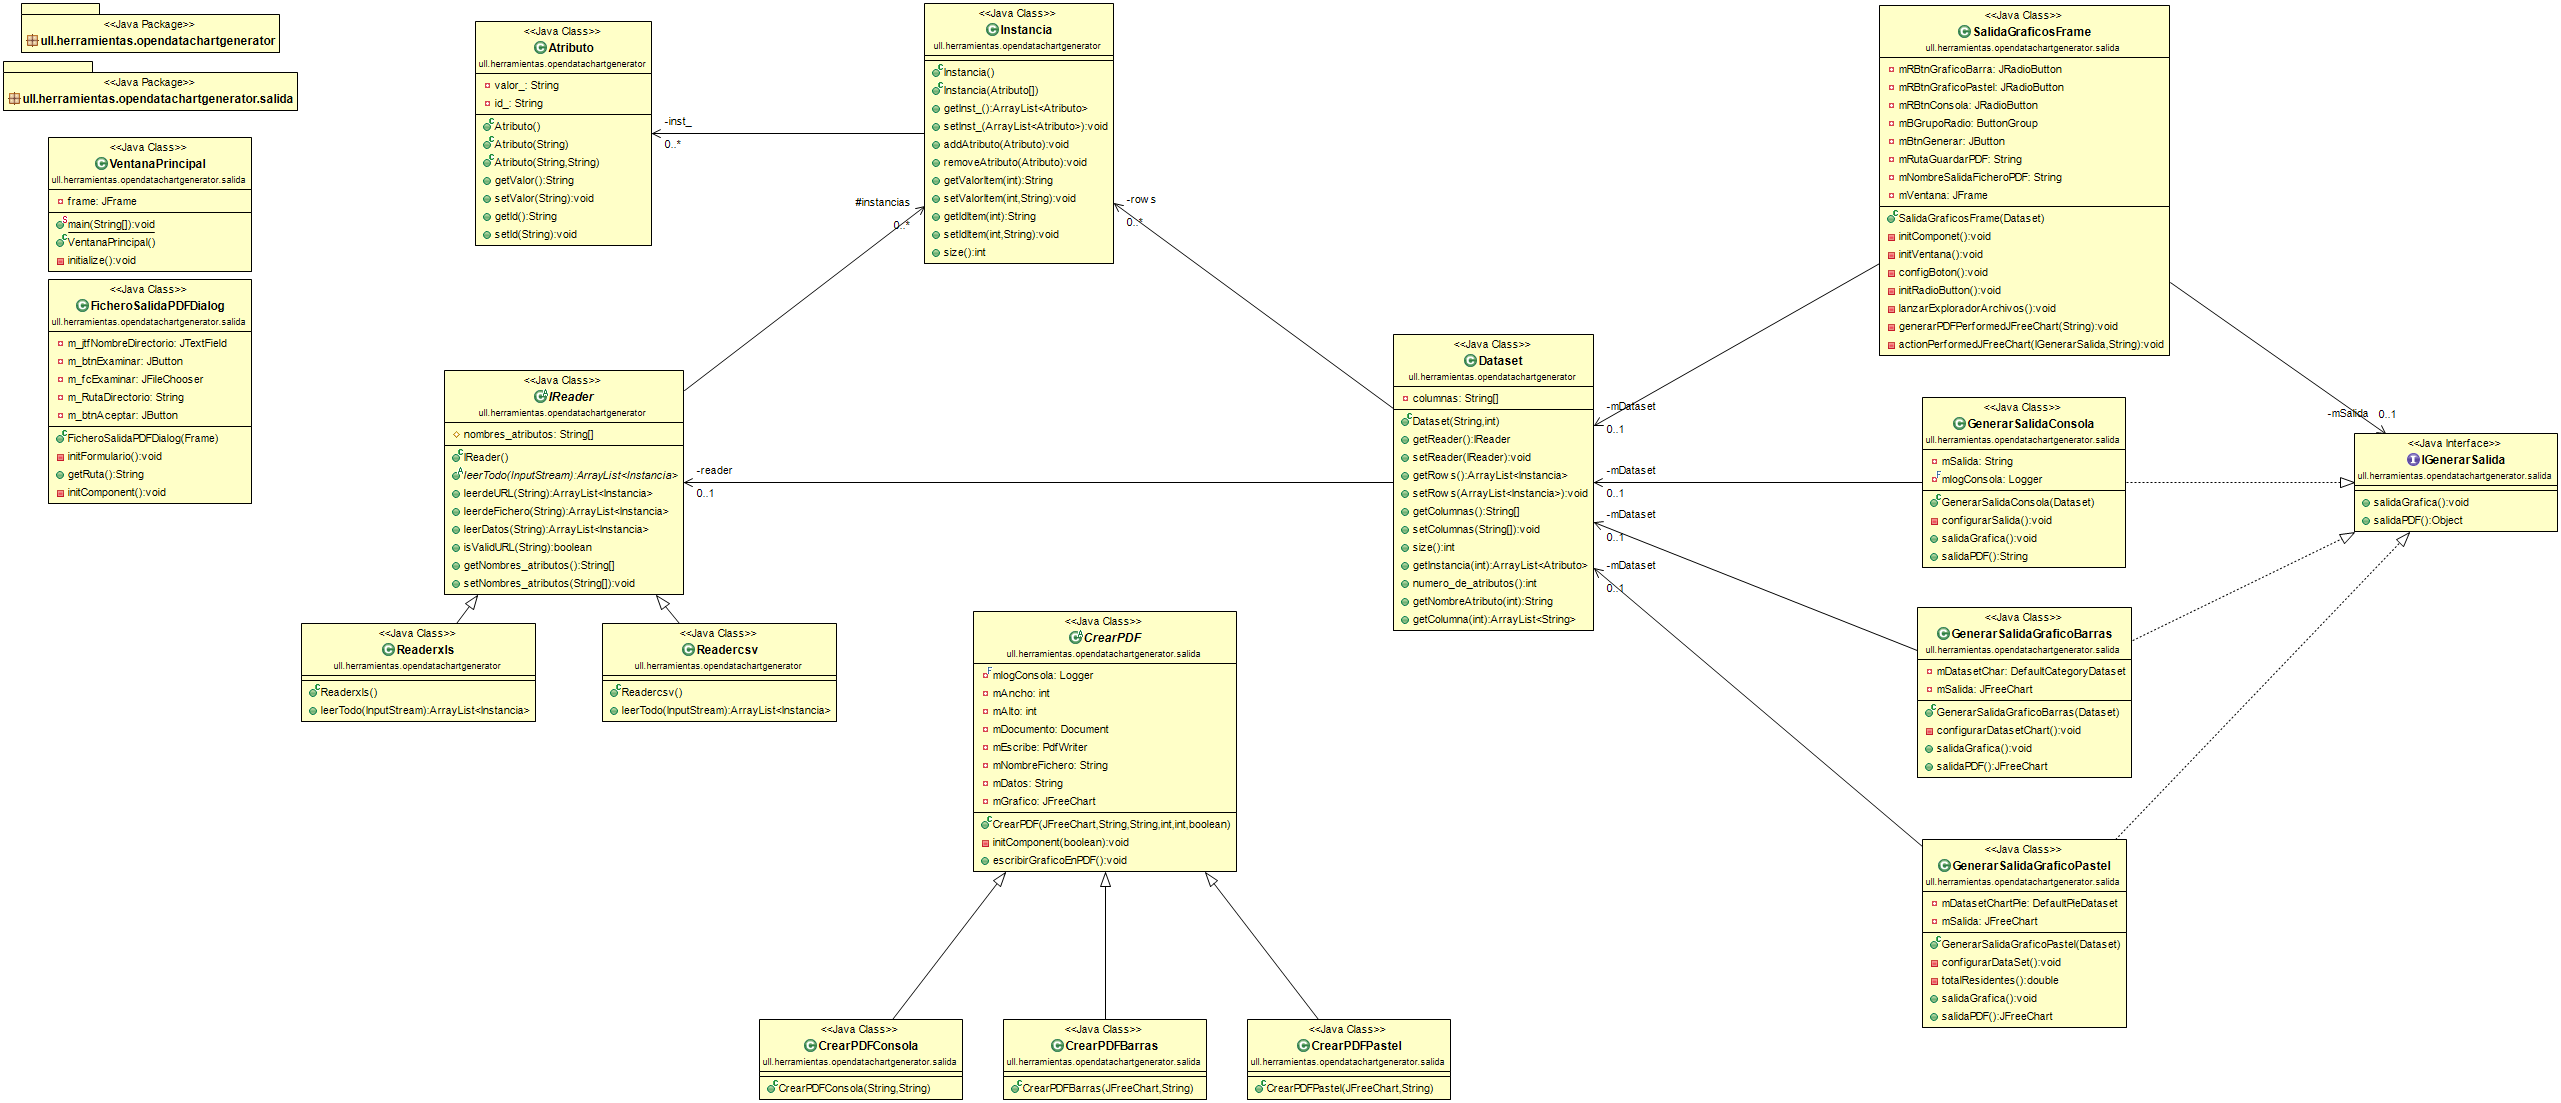 <<Java Package>>
ull.herramientas.opendatachartgenerator
<<Java Package>>
ull.herramientas.opendatachartgenerator.salida
<<Java Class>>
VentanaPrincipal
ull.herramientas.opendatachartgenerator.salida
frame: JFrame
main(String[]):void
VentanaPrincipal()
initialize():void
<<Java Class>>
FicheroSalidaPDFDialog
ull.herramientas.opendatachartgenerator.salida
m_jtfNombreDirectorio: JTextField
m_btnExaminar: JButton
m_fcExaminar: JFileChooser
m_RutaDirectorio: String
m_btnAceptar: JButton
FicheroSalidaPDFDialog(Frame)
initFormulario():void
getRuta():String
initComponent():void
<<Java Class>>
Atributo
ull.herramientas.opendatachartgenerator
valor_: String
id_: String
Atributo()
Atributo(String)
Atributo(String,String)
getValor():String
setValor(String):void
getId():String
setId(String):void
-inst_
0..*
<<Java Class>>
Instancia
ull.herramientas.opendatachartgenerator
Instancia()
Instancia(Atributo[])
getInst_():ArrayList<Atributo>
setInst_(ArrayList<Atributo>):void
addAtributo(Atributo):void
removeAtributo(Atributo):void
getValorItem(int):String
setValorItem(int,String):void
getIdItem(int):String
setIdItem(int,String):void
size():int
#instancias
0..*
-rows
0..*
<<Java Class>>
IReader
ull.herramientas.opendatachartgenerator
nombres_atributos: String[]
IReader()
leerTodo(InputStream):ArrayList<Instancia>
leerdeURL(String):ArrayList<Instancia>
leerdeFichero(String):ArrayList<Instancia>
leerDatos(String):ArrayList<Instancia>
isValidURL(String):boolean
getNombres_atributos():String[]
setNombres_atributos(String[]):void
-reader
0..1
<<Java Class>>
Readerxls
ull.herramientas.opendatachartgenerator
Readerxls()
leerTodo(InputStream):ArrayList<Instancia>
<<Java Class>>
Readercsv
ull.herramientas.opendatachartgenerator
Readercsv()
leerTodo(InputStream):ArrayList<Instancia>
<<Java Class>>
CrearPDF
ull.herramientas.opendatachartgenerator.salida
mlogConsola: Logger
mAncho: int
mAlto: int
mDocumento: Document
mEscribe: PdfWriter
mNombreFichero: String
mDatos: String
mGrafico: JFreeChart
CrearPDF(JFreeChart,String,String,int,int,boolean)
initComponent(boolean):void
escribirGraficoEnPDF():void
<<Java Class>>
CrearPDFConsola
ull.herramientas.opendatachartgenerator.salida
CrearPDFConsola(String,String)
<<Java Class>>
CrearPDFBarras
ull.herramientas.opendatachartgenerator.salida
CrearPDFBarras(JFreeChart,String)
<<Java Class>>
CrearPDFPastel
ull.herramientas.opendatachartgenerator.salida
CrearPDFPastel(JFreeChart,String)
<<Java Class>>
Dataset
ull.herramientas.opendatachartgenerator
columnas: String[]
Dataset(String,int)
getReader():IReader
setReader(IReader):void
getRows():ArrayList<Instancia>
setRows(ArrayList<Instancia>):void
getColumnas():String[]
setColumnas(String[]):void
size():int
getInstancia(int):ArrayList<Atributo>
numero_de_atributos():int
getNombreAtributo(int):String
getColumna(int):ArrayList<String>
-mDataset
0..1
-mDataset
0..1
-mDataset
0..1
-mDataset
0..1
<<Java Class>>
SalidaGraficosFrame
ull.herramientas.opendatachartgenerator.salida
mRBtnGraficoBarra: JRadioButton
mRBtnGraficoPastel: JRadioButton
mRBtnConsola: JRadioButton
mBGrupoRadio: ButtonGroup
mBtnGenerar: JButton
mRutaGuardarPDF: String
mNombreSalidaFicheroPDF: String
mVentana: JFrame
SalidaGraficosFrame(Dataset)
initComponet():void
initVentana():void
configBoton():void
initRadioButton():void
lanzarExploradorArchivos():void
generarPDFPerformedJFreeChart(String):void
actionPerformedJFreeChart(IGenerarSalida,String):void
-mSalida
0..1
<<Java Class>>
GenerarSalidaConsola
ull.herramientas.opendatachartgenerator.salida
mSalida: String
mlogConsola: Logger
GenerarSalidaConsola(Dataset)
configurarSalida():void
salidaGrafica():void
salidaPDF():String
<<Java Interface>>
IGenerarSalida
ull.herramientas.opendatachartgenerator.salida
salidaGrafica():void
salidaPDF():Object
<<Java Class>>
GenerarSalidaGraficoBarras
ull.herramientas.opendatachartgenerator.salida
mDatasetChar: DefaultCategoryDataset
mSalida: JFreeChart
GenerarSalidaGraficoBarras(Dataset)
configurarDatasetChart():void
salidaGrafica():void
salidaPDF():JFreeChart
<<Java Class>>
GenerarSalidaGraficoPastel
ull.herramientas.opendatachartgenerator.salida
mDatasetChartPie: DefaultPieDataset
mSalida: JFreeChart
GenerarSalidaGraficoPastel(Dataset)
configurarDataSet():void
totalResidentes():double
salidaGrafica():void
salidaPDF():JFreeChart